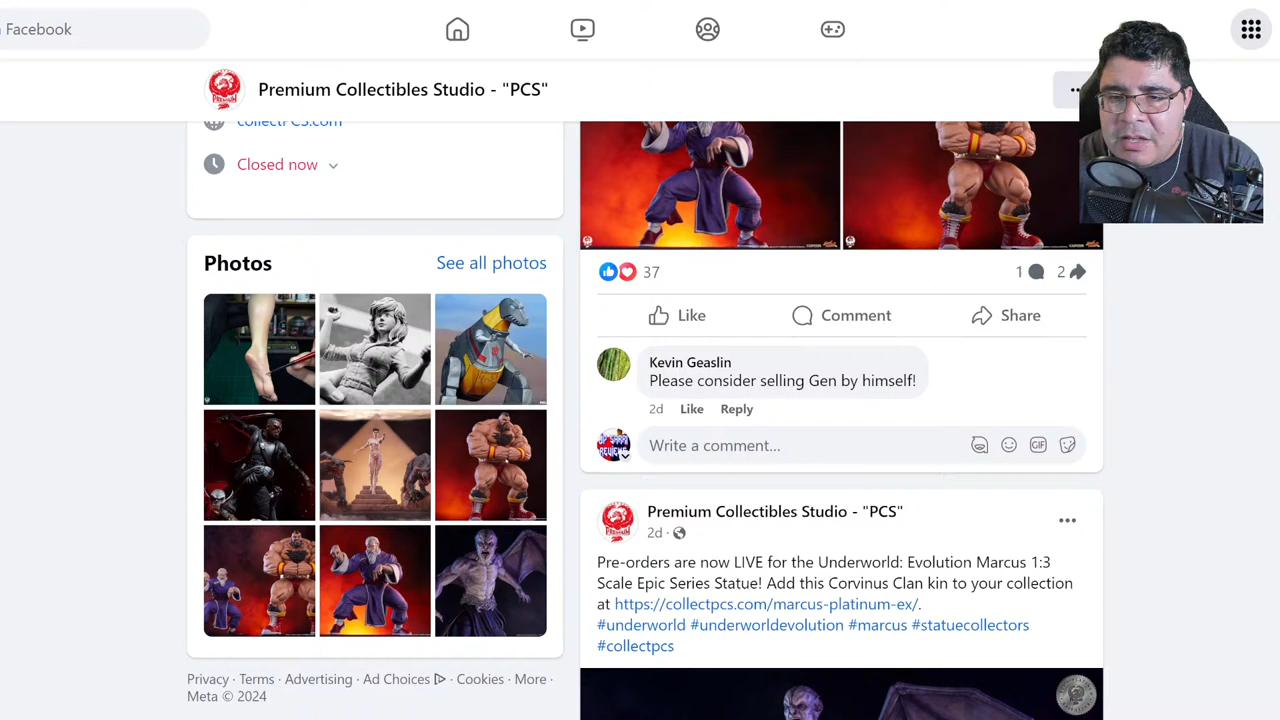 Facebook
Premium Collectibles Studio - "PCS"
collectPCS.com
Closed now
Photos
See all photos
37
1
2
Like
Comment
Share
Kevin Geaslin
Please consider selling Gen by himself!
2d Like Reply
Write a comment...
GIF
Premium Collectibles Studio - "PCS"
2d ·
Pre-orders are now LIVE for the Underworld: Evolution Marcus 1:3
Scale Epic Series Statue! Add this Corvinus Clan kin to your collection
at https://collectpcs.com/marcus-platinum-ex/.
#underworld #underworldevolution #marcus #statuecollectors
#collectpcs
Privacy · Terms · Advertising · Ad Choices · Cookies · More ·
Meta © 2024